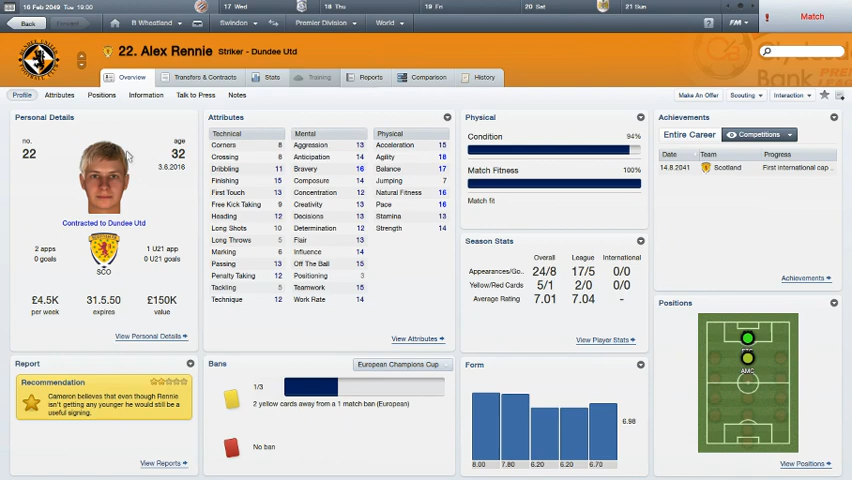 16 Feb 2049 Tue 19:00
17 Wed
18 Thu
19 Fri
20 Sat
21 Sun
Match
Back
B Wheatland
Swindon
Premier Division
World
FM
22. Alex Rennie Striker - Dundee Utd
Overview
Transfers & Contracts
Stats
Training
Reports
Comparison
History
Profile
Attributes
Positions
Information
Talk to Press
Notes
Make An Offer
Scouting
Interaction
Personal Details
no.
22
age
32
3.6.2016
Contracted to Dundee Utd
2 apps
0 goals
SCO
1 U21 app
0 U21 goals
£4.5K
per week
31.5.50
expires
£150K
value
View Personal Details
Attributes
Technical
Corners 8
Crossing 8
Dribbling 11
Finishing 15
First Touch 13
Free Kick Taking 9
Heading 12
Long Shots 10
Long Throws 5
Marking 6
Passing 13
Penalty Taking 12
Tackling 5
Technique 12
Mental
Aggression 13
Anticipation 14
Bravery 16
Composure 14
Concentration 12
Creativity 13
Decisions 13
Determination 12
Flair 13
Influence 14
Off The Ball 15
Positioning 3
Teamwork 15
Work Rate 14
Physical
Acceleration 15
Agility 18
Balance 17
Jumping 7
Natural Fitness 16
Pace 16
Stamina 13
Strength 14
View Attributes
Physical
Condition 94%
Match Fitness 100%
Match fit
Season Stats
Overall League International
Appearances/Go.. 24/8 17/5 0/0
Yellow/Red Cards 5/1 2/0 0/0
Average Rating 7.01 7.04 -
View Player Stats
Achievements
Entire Career
Competitions
Date Team Progress
14.8.2041 Scotland First international cap ..
Achievements
Positions
AMC
View Positions
Report
Recommendation
Cameron believes that even though Rennie
isn't getting any younger he would still be a
useful signing.
View Reports
Bans
European Champions Cup
1/3
2 yellow cards away from a 1 match ban (European)
No ban
Form
6.98
8.00 7.80 6.20 6.20 6.70